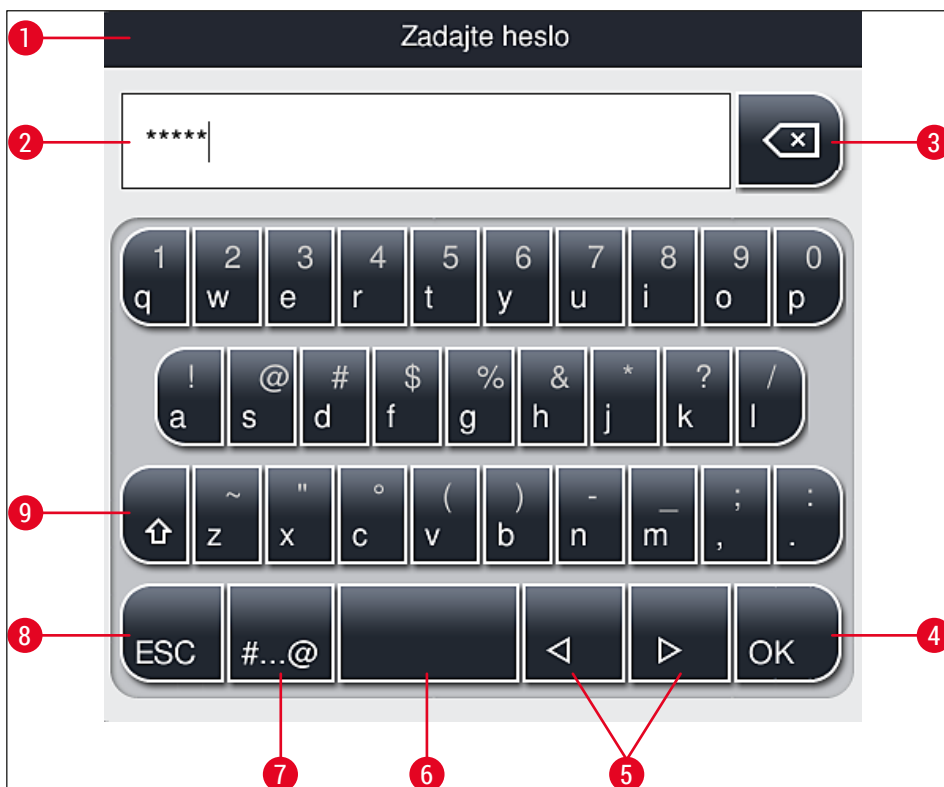 1 Zadajte heslo
2 ***** 3
1 2 3 4 5 6 7 8 9 0
q w e r t y u i o p
! @ # $ % & * ? /
a s d f g h j k l
~ " ° ( ) - _ ; :
9 z x c v b n m , .
8 ESC #...@ OK 4
7 6 5